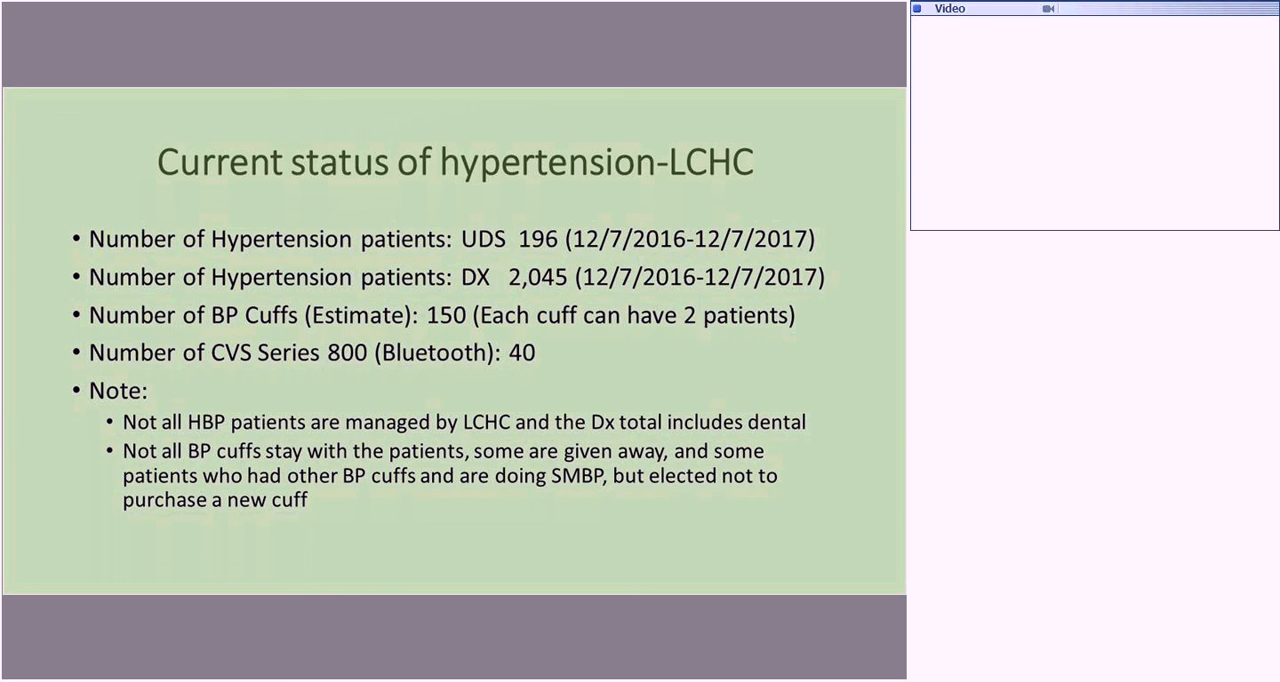 Video
Current status of hypertension-LCHC
• Number of Hypertension patients: UDS 196 (12/7/2016-12/7/2017)
• Number of Hypertension patients: DX 2,045 (12/7/2016-12/7/2017)
• Number of BP Cuffs (Estimate): 150 (Each cuff can have 2 patients)
• Number of CVS Series 800 (Bluetooth): 40
• Note:
• Not all HBP patients are managed by LCHC and the Dx total includes dental
• Not all BP cuffs stay with the patients, some are given away, and some
patients who had other BP cuffs and are doing SMBP, but elected not to
purchase a new cuff